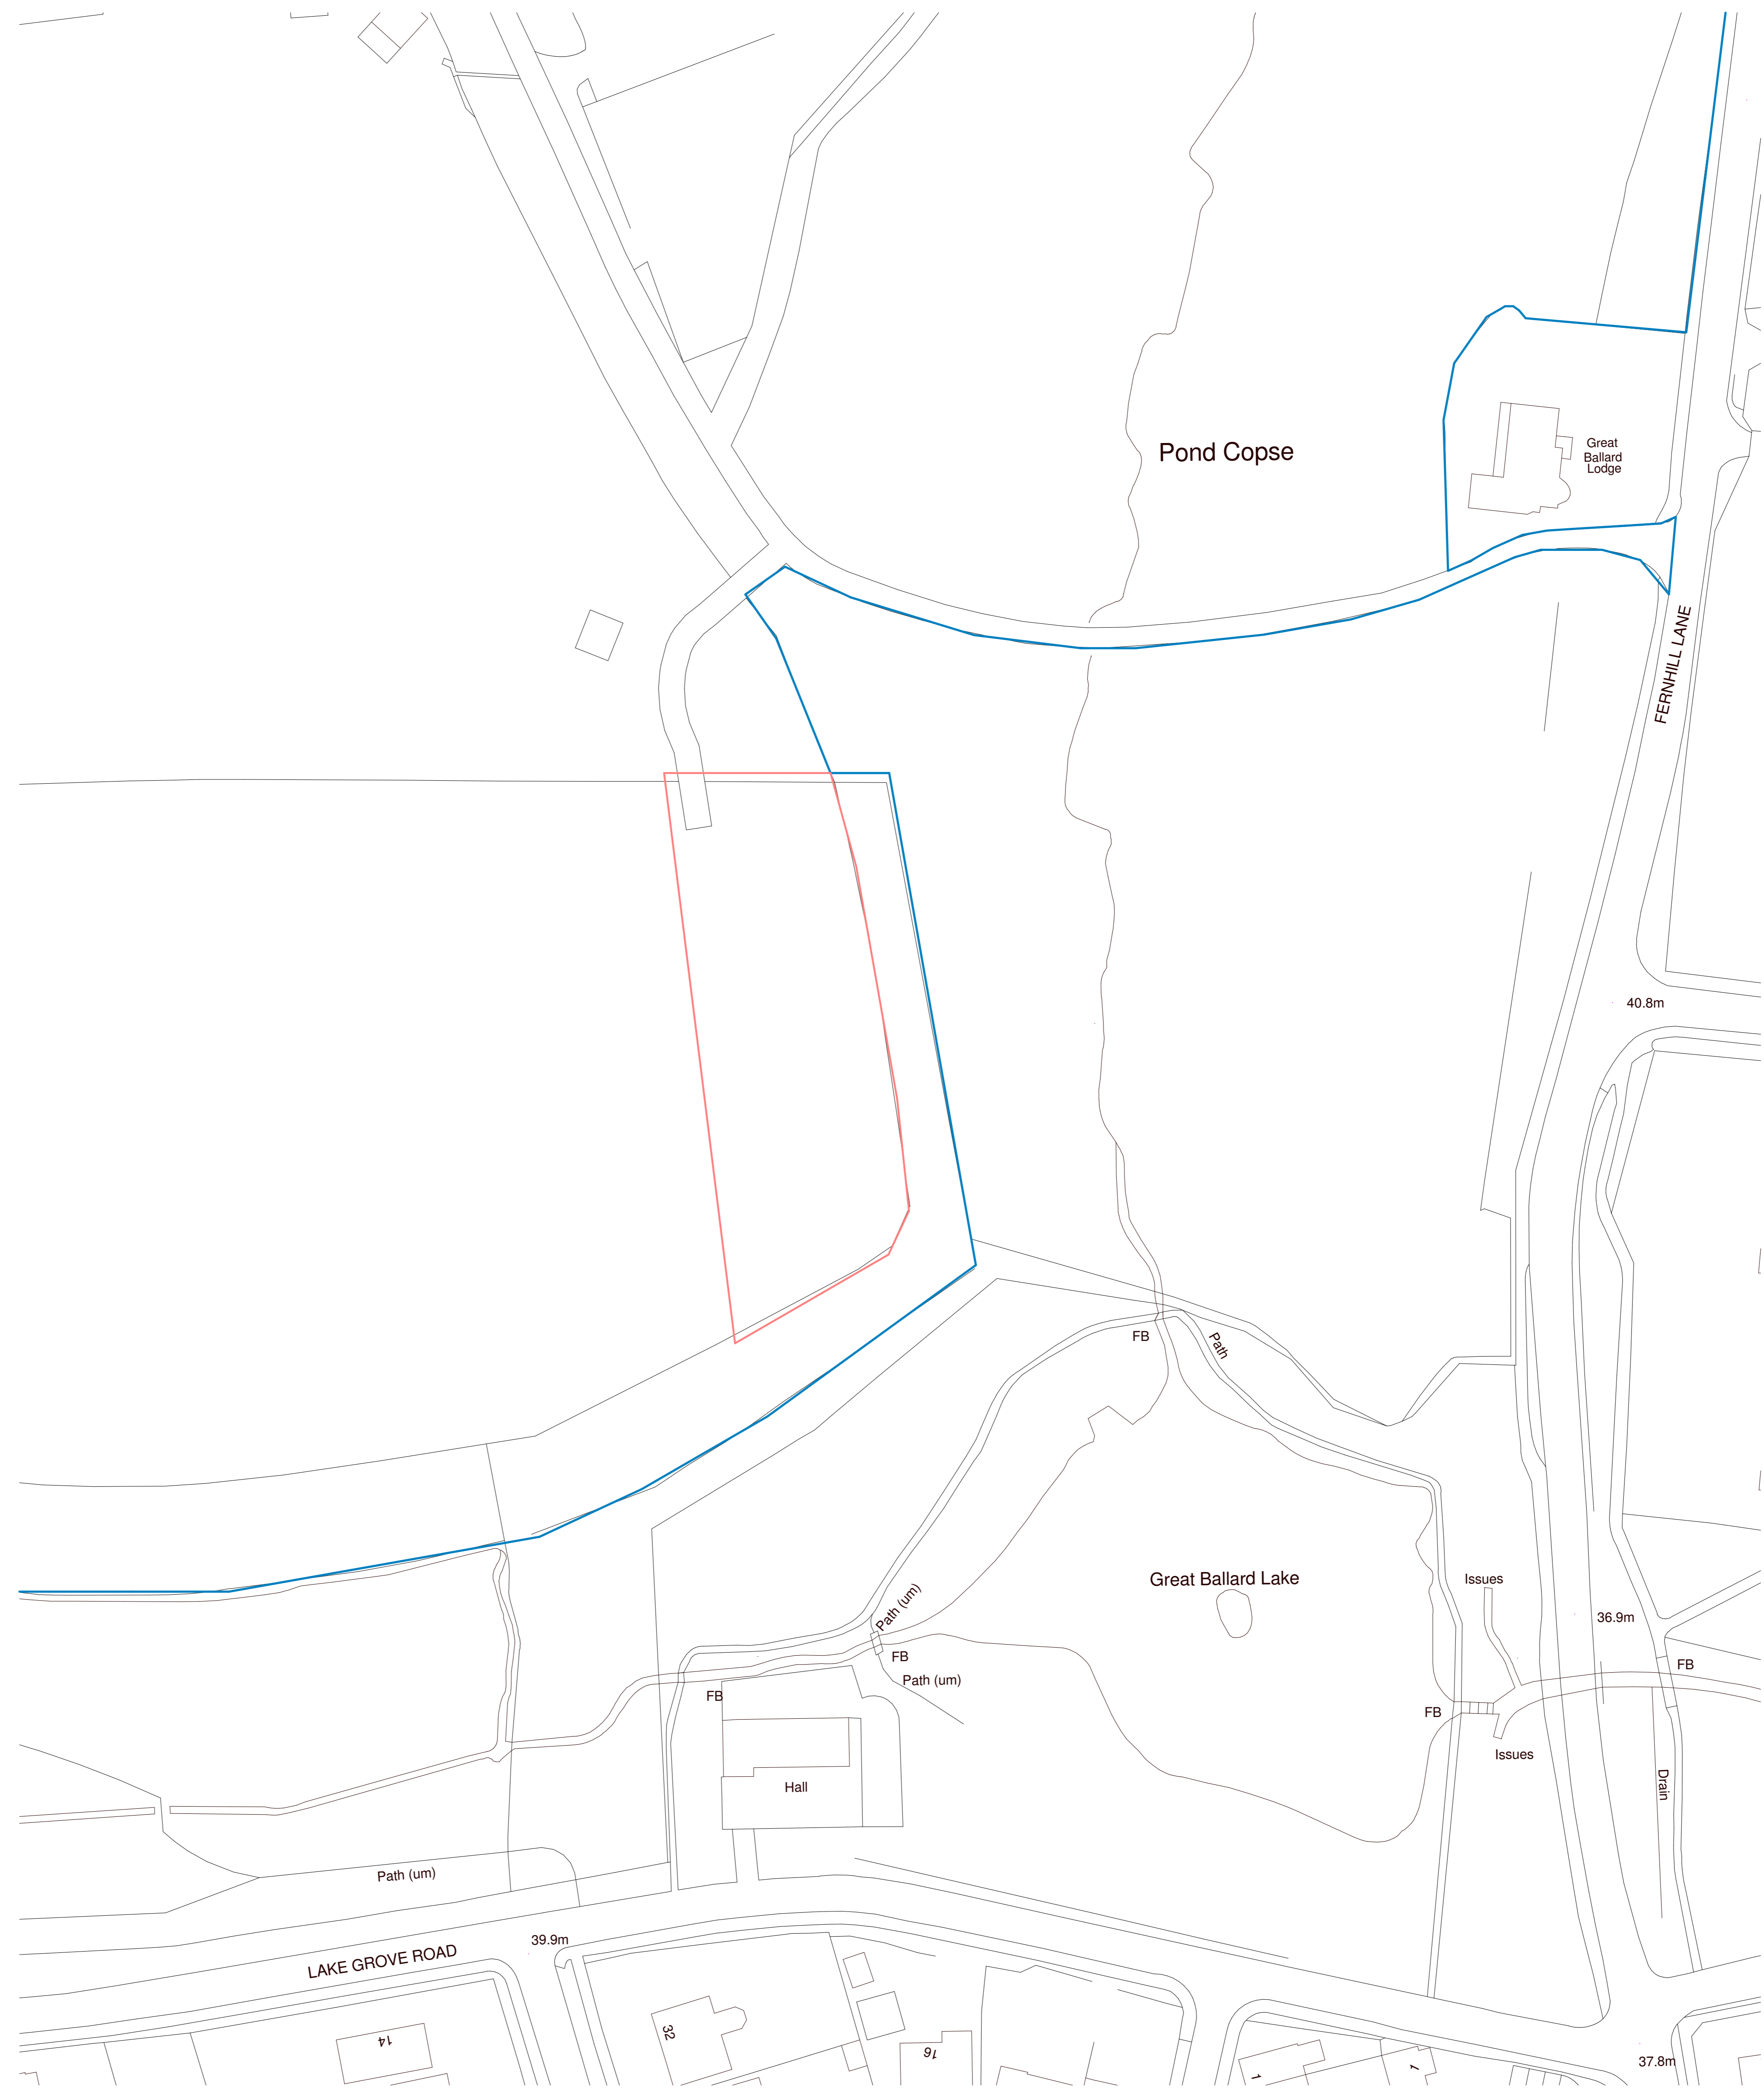 Pond Copse
Great
Ballard
Lodge
FERNHILL LANE
40.8m
FB
Path
Great Ballard Lake
Issues
Path (um)
36.9m
FB
FB
Path (um)
FB
FB
Issues
Hall
Drain
Path (um)
39.9m
LAKE GROVE ROAD
32
14
16
37.8m
1
1